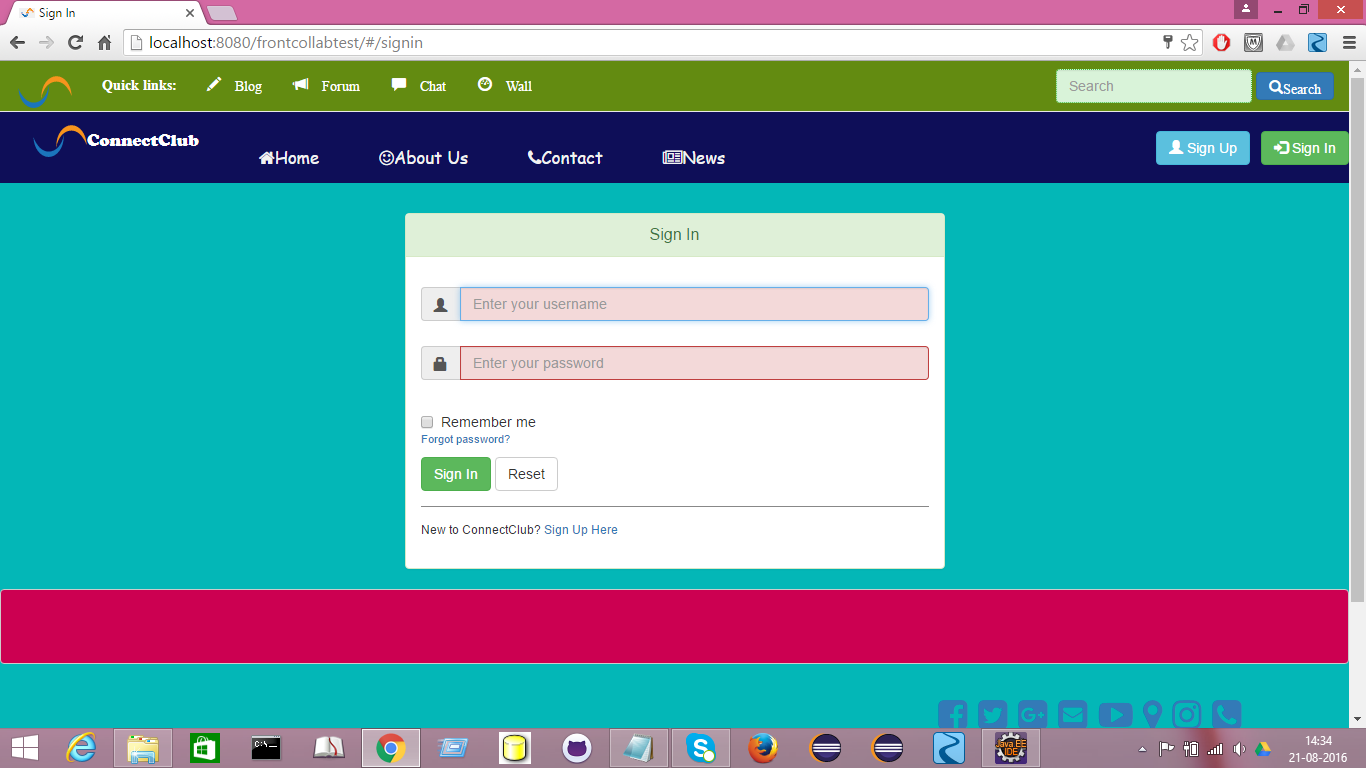 Sign In
localhost:8080/frontcollabtest/#/signin
Quick links: Blog Forum Chat Wall Search Search
ConnectClub Home About Us Contact News Sign Up Sign In
Sign In
Enter your username
Enter your password
Remember me
Forgot password?
Sign In Reset
New to ConnectClub? Sign Up Here
C:\_
Java EE
IDE
14:34
21-08-2016